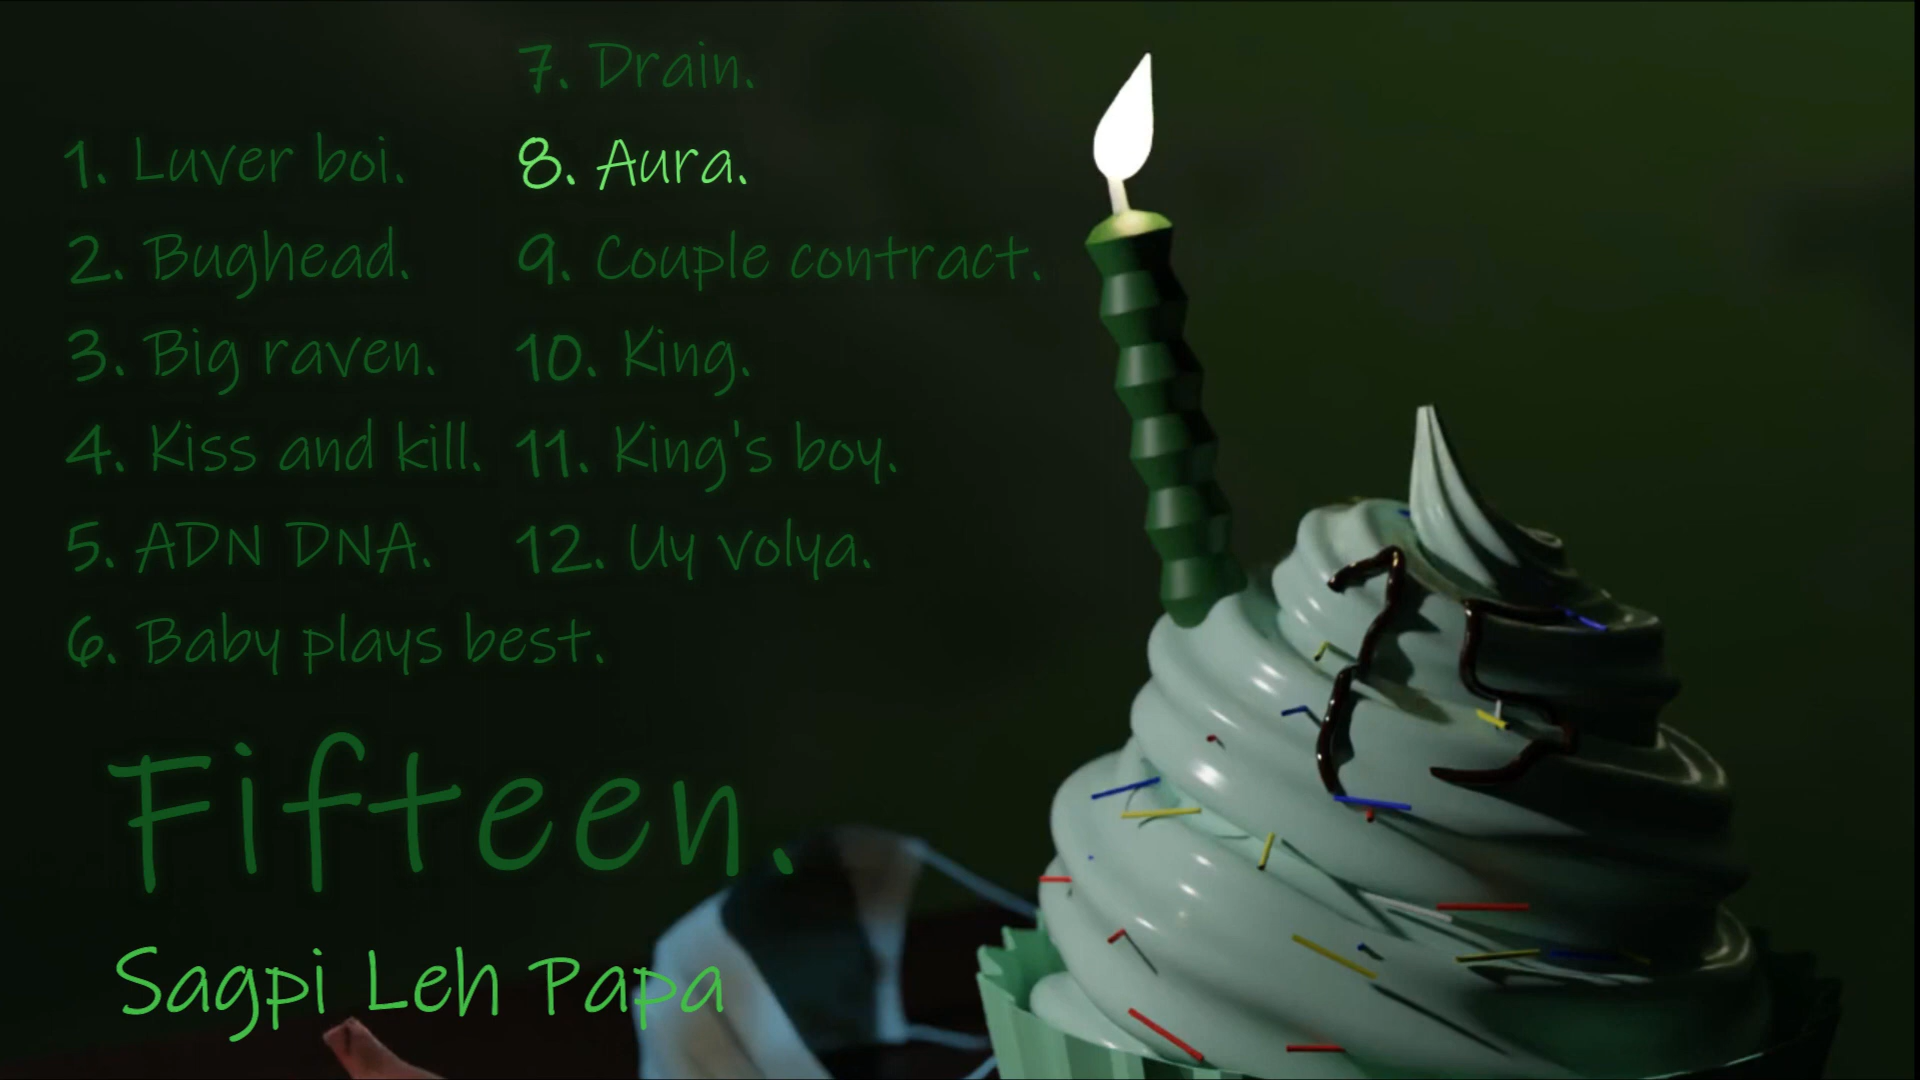 1. Luver boi.
2. Bughead.
3. Big raven.
4. Kiss and kill.
5. ADN DNA.
6. Baby plays best.
7. Drain.
8. Aura.
9. Couple contract.
10. King.
11. King's boy.
12. Uy volya.
Fifteen.
Sagpi Leh Papa
15